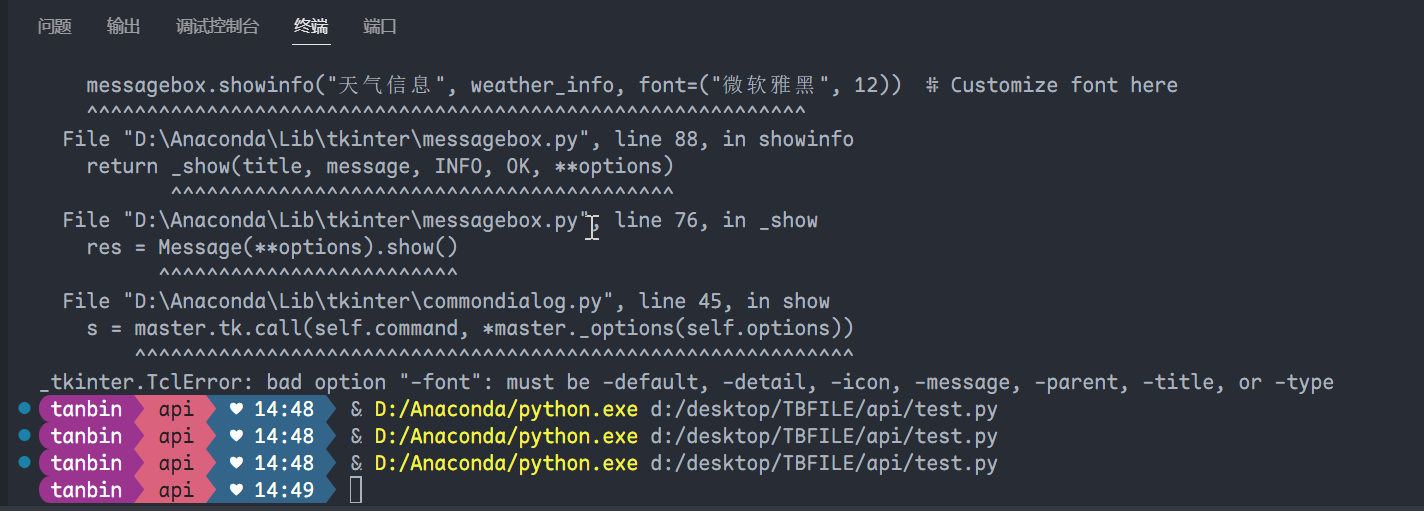 问题 输出 调试控制台 终端 端口
messagebox.showinfo("天气信息", weather_info, font=("微软雅黑", 12)) # Customize font here
^^^^^^^^^^^^^^^^^^^^^^^^^^^^^^^^^^^^^^^^^^^^^^^^^^^^^^^^^^^^
File "D:\Anaconda\Lib\tkinter\messagebox.py", line 88, in showinfo
return _show(title, message, INFO, OK, **options)
^^^^^^^^^^^^^^^^^^^^^^^^^^^^^^^^^^^^^^^^^^
File "D:\Anaconda\Lib\tkinter\messagebox.py", line 76, in _show
res = Message(**options).show()
^^^^^^^^^^^^^^^^^^^^^^^^^
File "D:\Anaconda\Lib\tkinter\commondialog.py", line 45, in show
s = master.tk.call(self.command, *master._options(self.options))
^^^^^^^^^^^^^^^^^^^^^^^^^^^^^^^^^^^^^^^^^^^^^^^^^^^^^^^^^^^^
_tkinter.TclError: bad option "-font": must be -default, -detail, -icon, -message, -parent, -title, or -type
tanbin api ♥ 14:48 & D:/Anaconda/python.exe d:/desktop/TBFILE/api/test.py
tanbin api ♥ 14:48 & D:/Anaconda/python.exe d:/desktop/TBFILE/api/test.py
tanbin api ♥ 14:48 & D:/Anaconda/python.exe d:/desktop/TBFILE/api/test.py
tanbin api ♥ 14:49